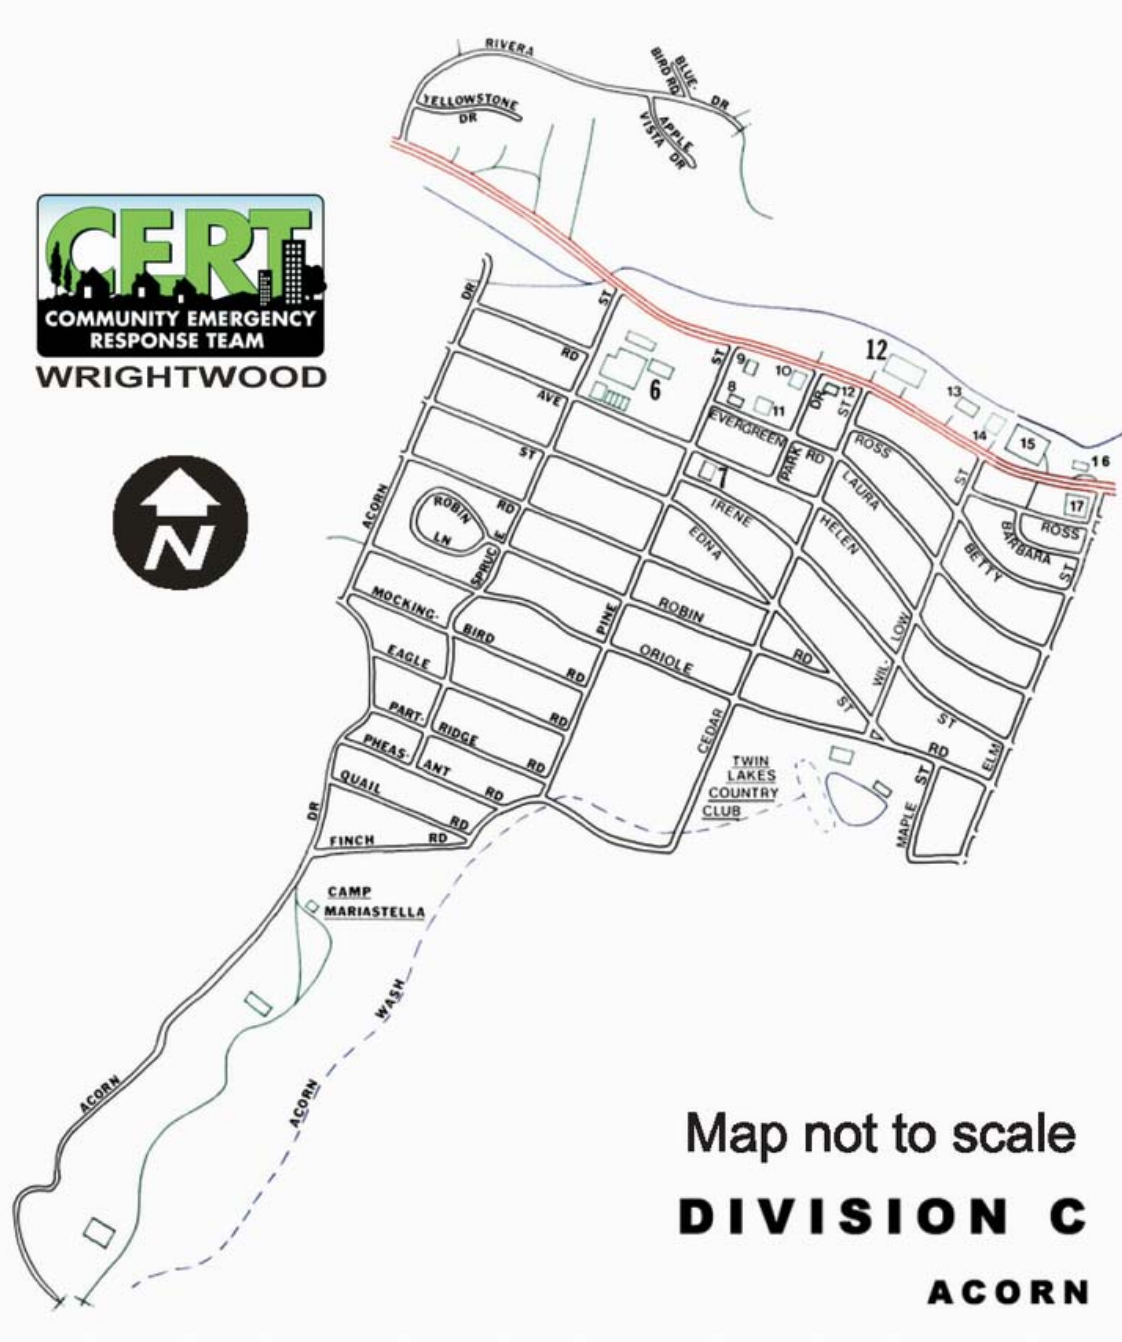 RIVERA
BLUE-
BIRD RD
DR
YELLOWSTONE
DR
APPLE
VISTA DR
CERT
COMMUNITY EMERGENCY
RESPONSE TEAM
WRIGHTWOOD
N
DR
ST
RD
AVE
ST
6
ST
9
10
8
11
12
DR
12
ST
13
14
15
16
17
EVERGREEN
RD
PARK
ROSS
ST
7
IRENE
LAURA
EDNA
HELEN
ROSS
BARBARA
ST
BETTY
ACORN
ROBIN
LN
RD
SPRUCE
MOCKING-
BIRD
RD
PINE
ROBIN
RD
ORIOLE
ST
WIL-
LOW
ST
RD
ELM
EAGLE
RD
PART-
RIDGE
RD
PHEAS-
ANT
RD
QUAIL
RD
FINCH
RD
DR
CEDAR
TWIN
LAKES
COUNTRY
CLUB
MAPLE
ST
CAMP
MARIASTELLA
WASH
ACORN
ACORN
Map not to scale
DIVISION C
ACORN